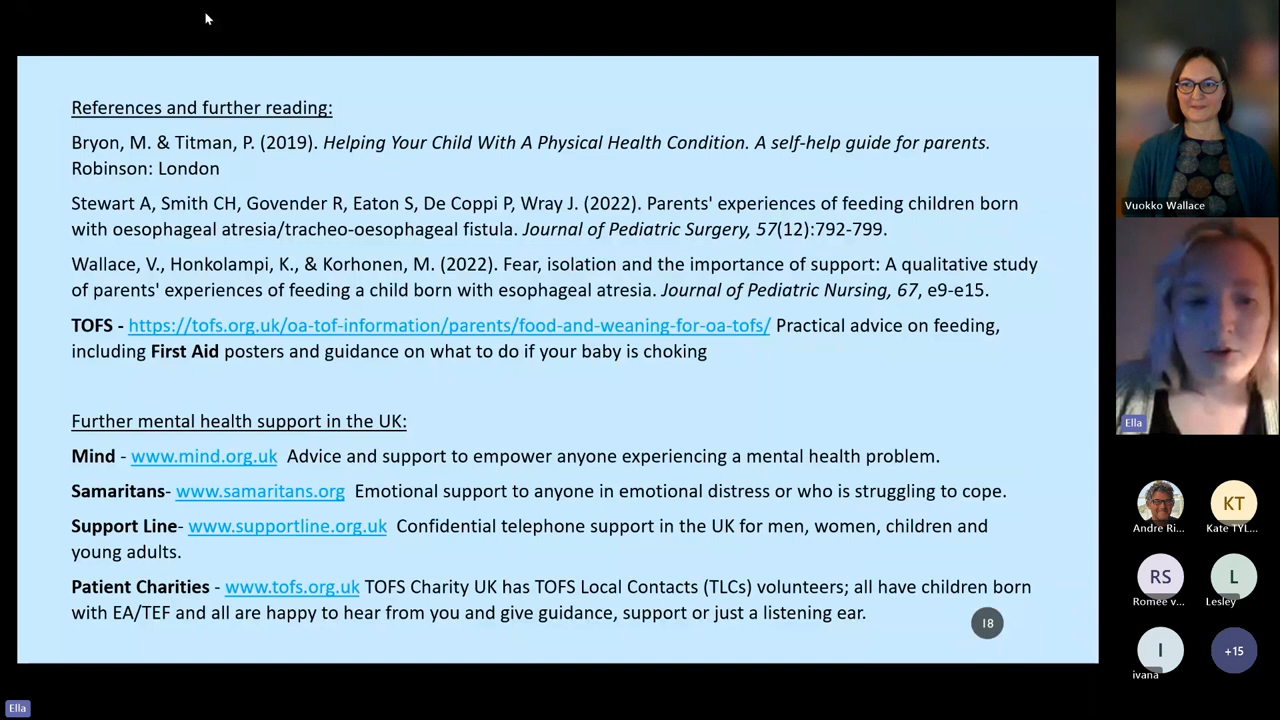 References and further reading:
Bryon, M. & Titman, P. (2019). Helping Your Child With A Physical Health Condition. A self-help guide for parents.
Robinson: London
Stewart A, Smith CH, Govender R, Eaton S, De Coppi P, Wray J. (2022). Parents' experiences of feeding children born
with oesophageal atresia/tracheo-oesophageal fistula. Journal of Pediatric Surgery, 57(12):792-799.
Wallace, V., Honkolampi, K., & Korhonen, M. (2022). Fear, isolation and the importance of support: A qualitative study
of parents' experiences of feeding a child born with esophageal atresia. Journal of Pediatric Nursing, 67, e9-e15.
TOFS - https://tofs.org.uk/oa-tof-information/parents/food-and-weaning-for-oa-tofs/ Practical advice on feeding,
including First Aid posters and guidance on what to do if your baby is choking
Further mental health support in the UK:
Mind - www.mind.org.uk Advice and support to empower anyone experiencing a mental health problem.
Samaritans- www.samaritans.org Emotional support to anyone in emotional distress or who is struggling to cope.
Support Line- www.supportline.org.uk Confidential telephone support in the UK for men, women, children and
young adults.
Patient Charities - www.tofs.org.uk TOFS Charity UK has TOFS Local Contacts (TLCs) volunteers; all have children born
with EA/TEF and all are happy to hear from you and give guidance, support or just a listening ear.
18
Vuokko Wallace
Ella
KT
Andre Ri...
Kate TYL...
RS
L
Romee v...
Lesley
I
+15
ivana
Ella